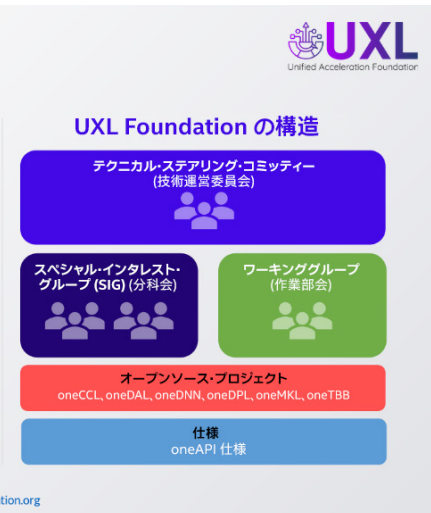 UXL
Unified Acceleration Foundation
UXL Foundation の構造
テクニカル・ステアリング・コミッティー
(技術運営委員会)
スペシャル・インタレスト・
グループ (SIG) (分科会)
ワーキンググループ
(作業部会)
オープンソース・プロジェクト
oneCCL、oneDAL、oneDNN、oneDPL、oneMKL、oneTBB
仕様
oneAPI 仕様
tion.org